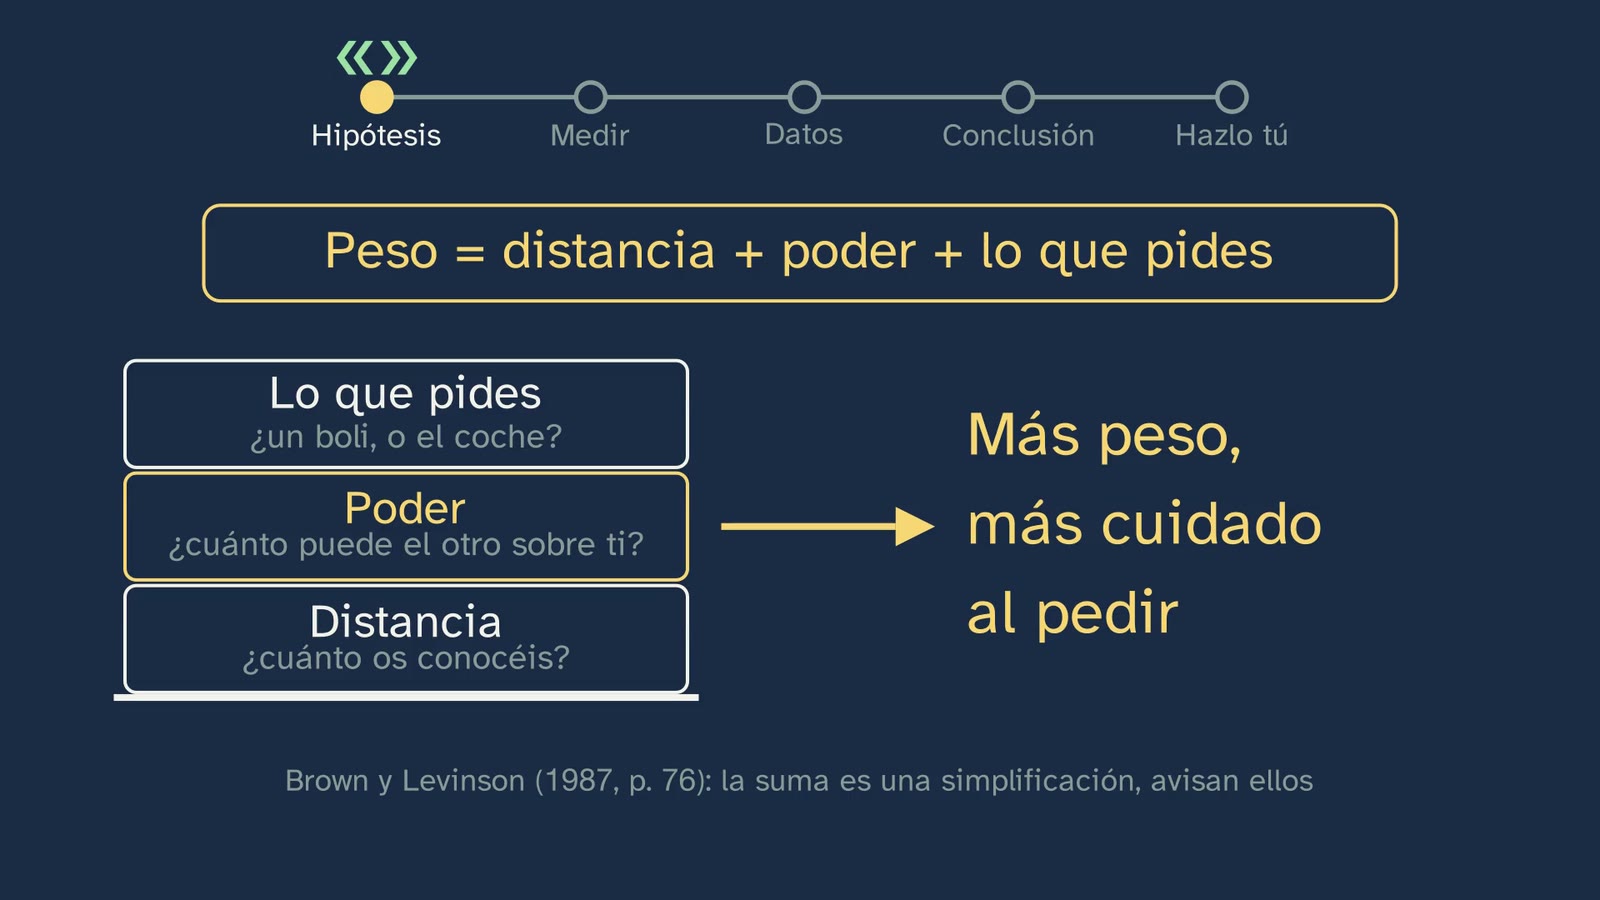 Hipótesis
Medir
Datos
Conclusión
Hazlo tú
Peso = distancia + poder + lo que pides
Lo que pides
¿un boli, o el coche?
Poder
¿cuánto puede el otro sobre ti?
Distancia
¿cuánto os conocéis?
Más peso,
más cuidado
al pedir
Brown y Levinson (1987, p. 76): la suma es una simplificación, avisan ellos